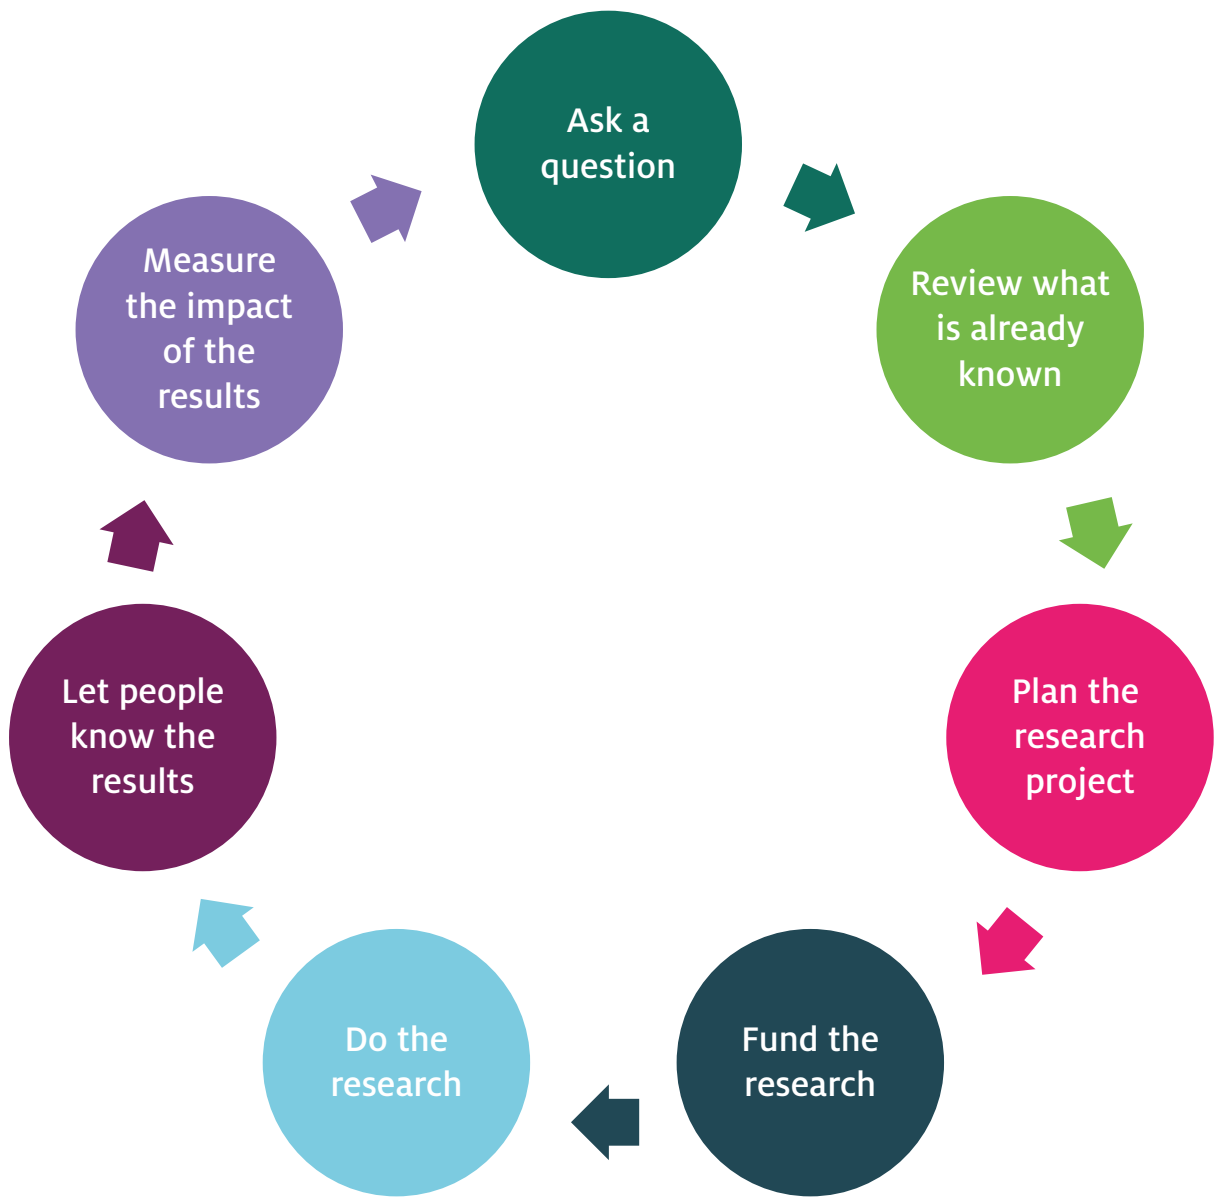 Ask a
question
Review what
is already
known
Plan the
research
project
Fund the
research
Do the
research
Let people
know the
results
Measure
the impact
of the
results